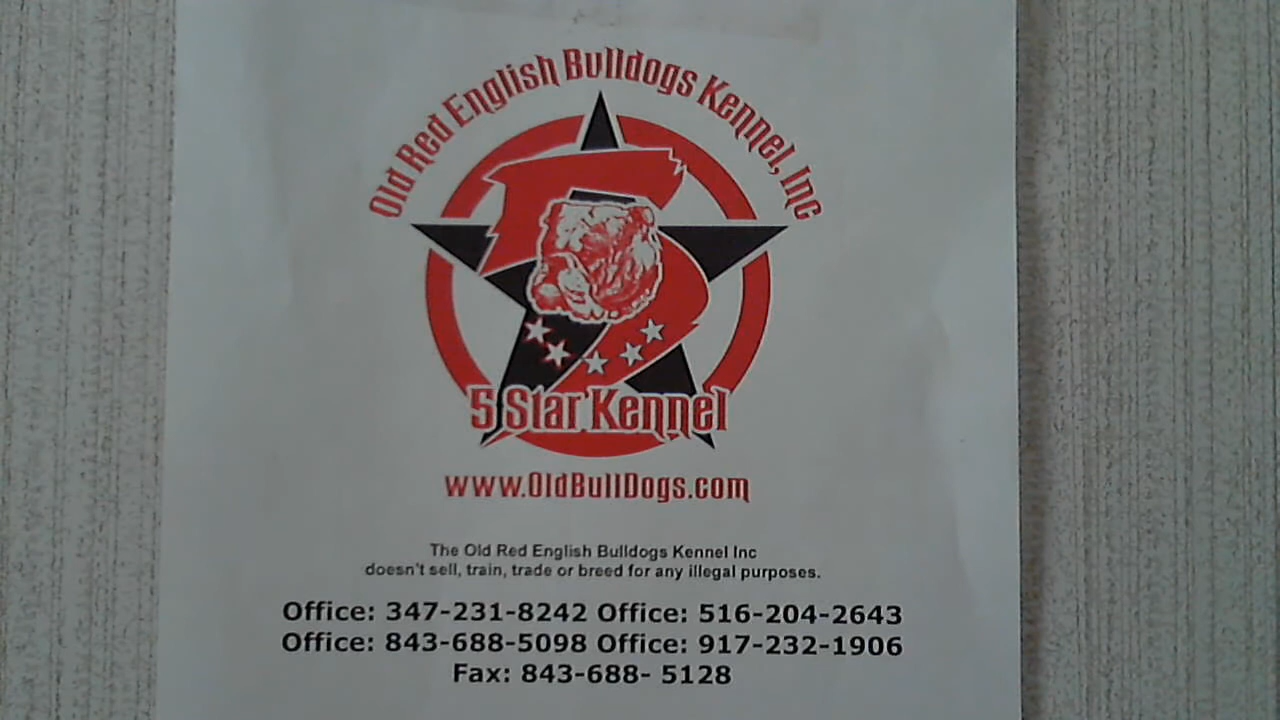 Old Red English Bulldogs Kennel, Inc
5 Star Kennel
www.OldBullDogs.com
The Old Red English Bulldogs Kennel Inc
doesn't sell, train, trade or breed for any illegal purposes.
Office: 347-231-8242 Office: 516-204-2643
Office: 843-688-5098 Office: 917-232-1906
Fax: 843-688- 5128